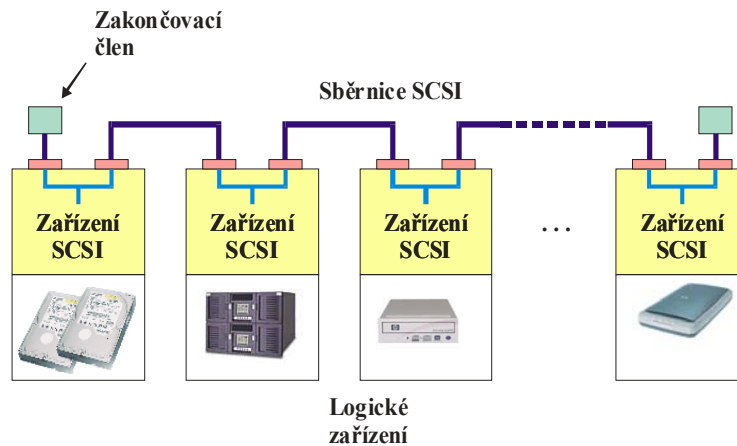 Zakončovací
člen
Sběrnice SCSI
Zařízení
SCSI
Zařízení
SCSI
Zařízení
SCSI
. . .
Zařízení
SCSI
Logické
zařízení